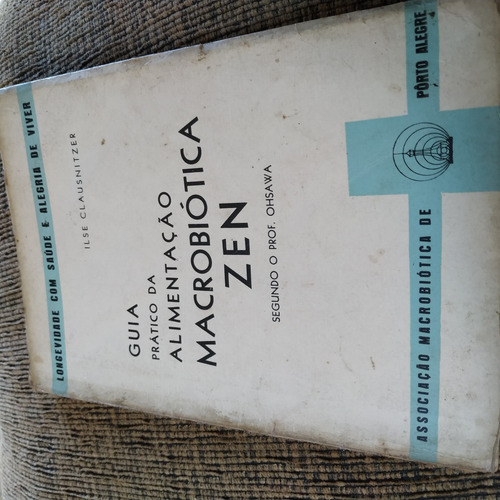 LONGEVIDADE COM SAÚDE E ALEGRIA DE VIVER
ILSE CLAUSNITZER
GUIA
PRÁTICO DA
ALIMENTAÇÃO
MACROBIÓTICA
ZEN
SEGUNDO O PROF. OHSAWA
ASSOCIAÇÃO MACROBIÓTICA DE PÔRTO ALEGRE